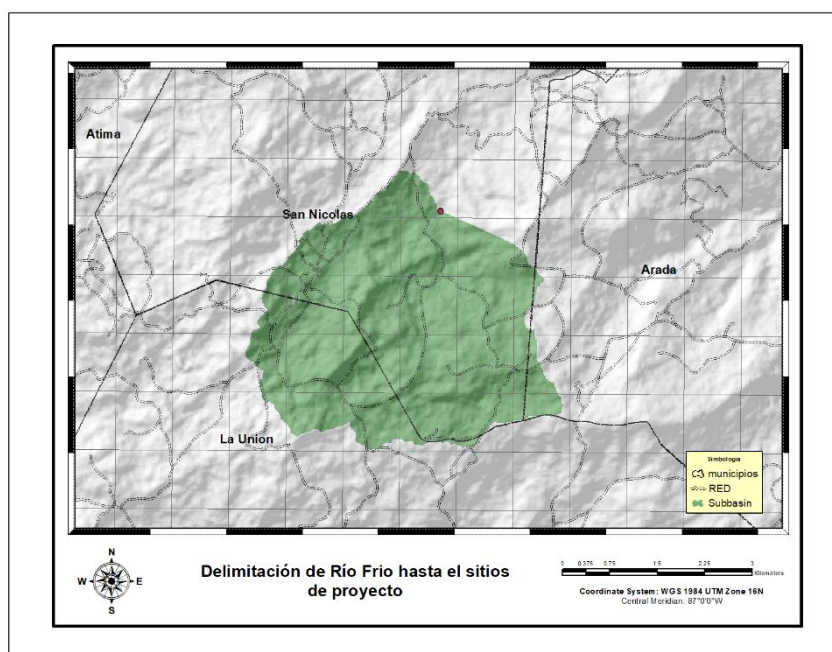 Atima
San Nicolas
Arada
La Union
Simbologia
municipios
RED
Subbasin
N
W E
S
Delimitación de Río Frio hasta el sitios
de proyecto
0 0.375 0.75 1.5 2.25 3
Kilometers
Coordinate System: WGS 1984 UTM Zone 16N
Central Meridian: 87°0'0"W